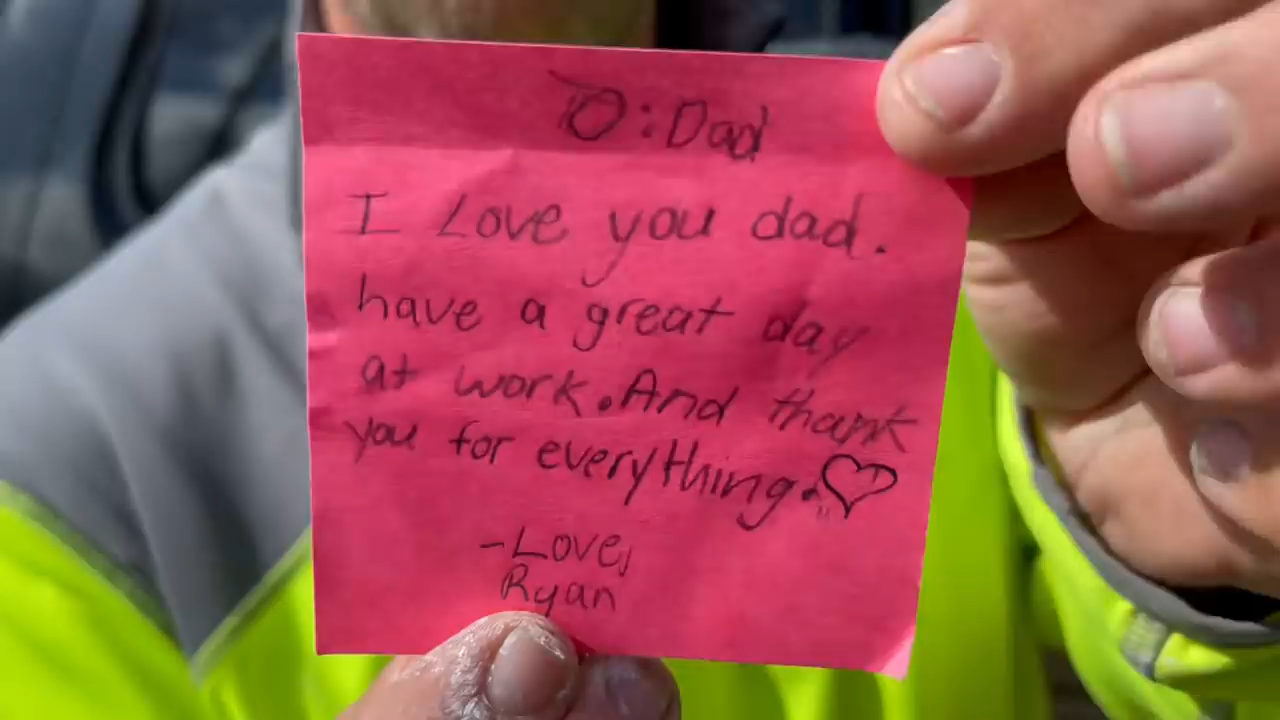 TO: Dad
I Love you dad.
have a great day
at work. And thank
you for everything. ♡
-Love,
Ryan